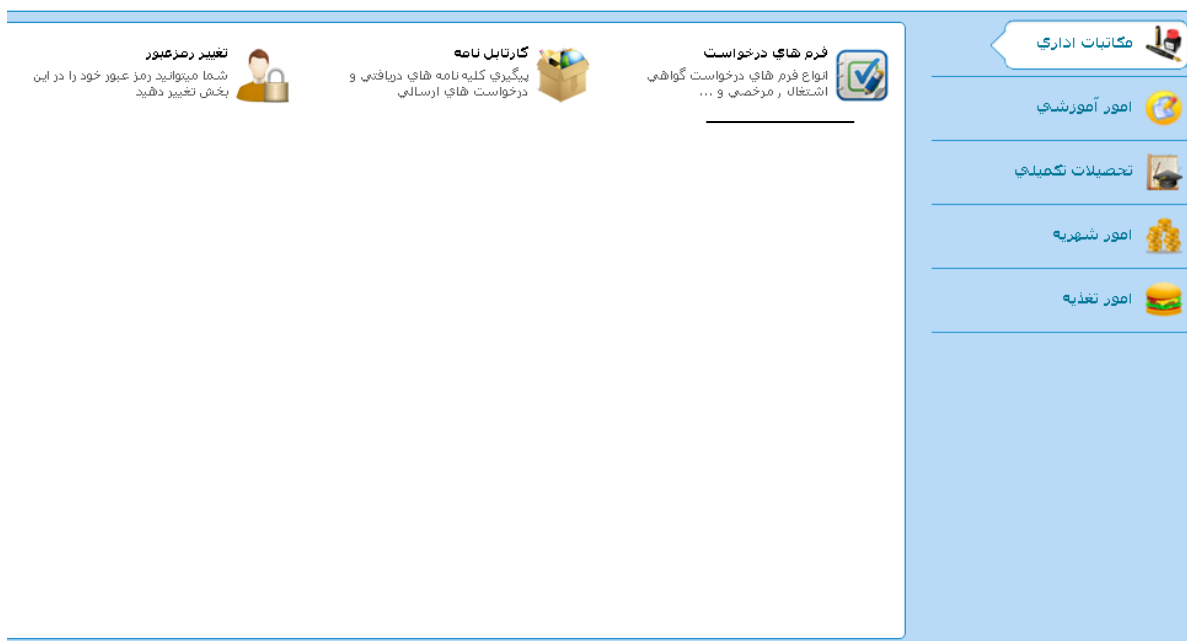 مكاتبات اداري
امور آموزشي
تحصيلات تكميلي
امور شهريه
امور تغذيه
فرم هاي درخواست
انواع فرم هاي درخواست گواهي
اشتغال , مرخصي و ...
كارتابل نامه
پيگيري كليه نامه هاي دريافتي و
درخواست هاي ارسالي
تغيير رمزعبور
شما ميتوانيد رمز عبور خود را در اين
بخش تغيير دهيد